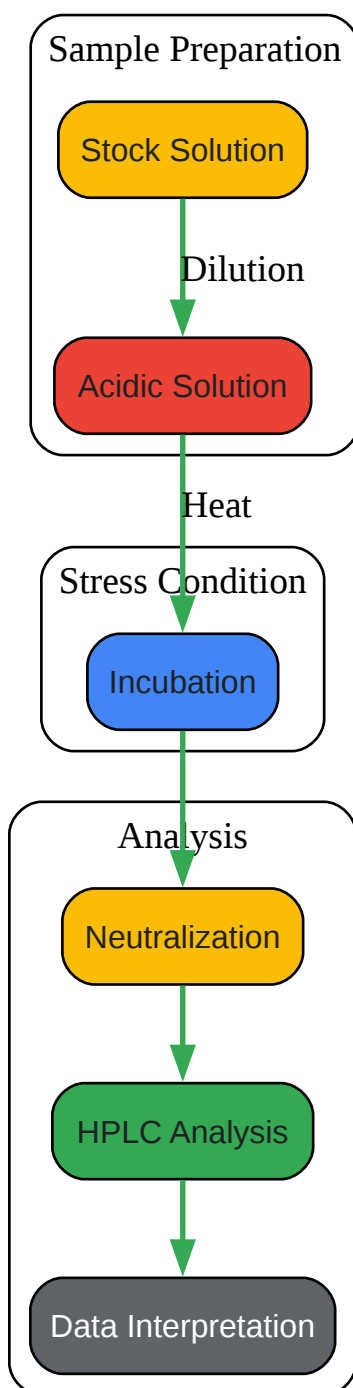 Sample Preparation
Stock Solution
Dilution
Acidic Solution
Heat
Stress Condition
Incubation
Analysis
Neutralization
HPLC Analysis
Data Interpretation